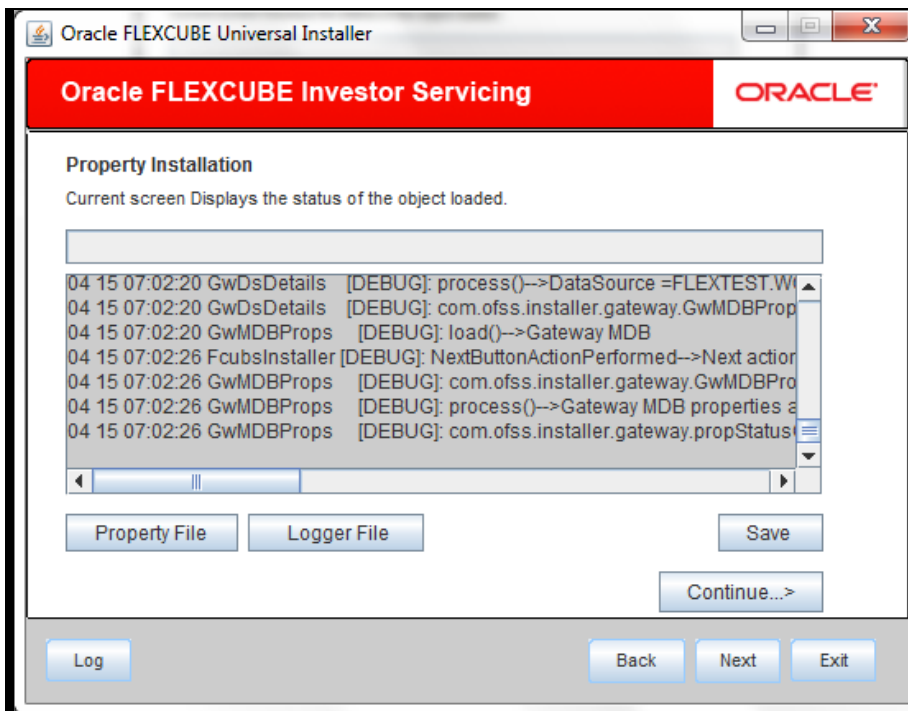 Oracle FLEXCUBE Universal Installer
Oracle FLEXCUBE Investor Servicing
ORACLE
Property Installation
Current screen Displays the status of the object loaded.
04 15 07:02:20 GwDsDetails [DEBUG]: process()-->DataSource =FLEXTEST.W
04 15 07:02:20 GwDsDetails [DEBUG]: com.ofss.installer.gateway.GwMDBProp
04 15 07:02:20 GwMDBProps [DEBUG]: load()-->Gateway MDB
04 15 07:02:26 FcubsInstaller [DEBUG]: NextButtonActionPerformed-->Next action
04 15 07:02:26 GwMDBProps [DEBUG]: com.ofss.installer.gateway.GwMDBPro
04 15 07:02:26 GwMDBProps [DEBUG]: process()-->Gateway MDB properties a
04 15 07:02:26 GwMDBProps [DEBUG]: com.ofss.installer.gateway.propStatus
Property File Logger File Save
Continue...>
Log Back Next Exit